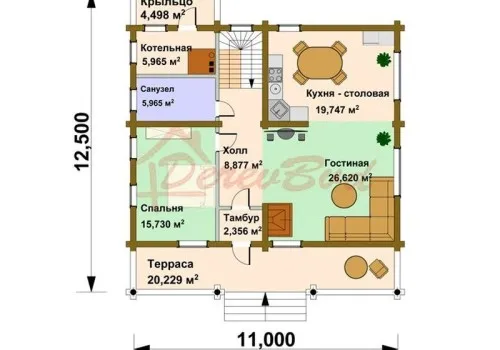 Крыльцо
4,498 м²
Котельная
5,965 м²
Санузел
5,965 м²
Кухня - столовая
19,747 м²
Холл
8,877 м²
Гостиная
26,620 м²
DerevBud
Спальня
15,730 м²
Тамбур
2,356 м²
Терраса
20,229 м²
12,500
11,000